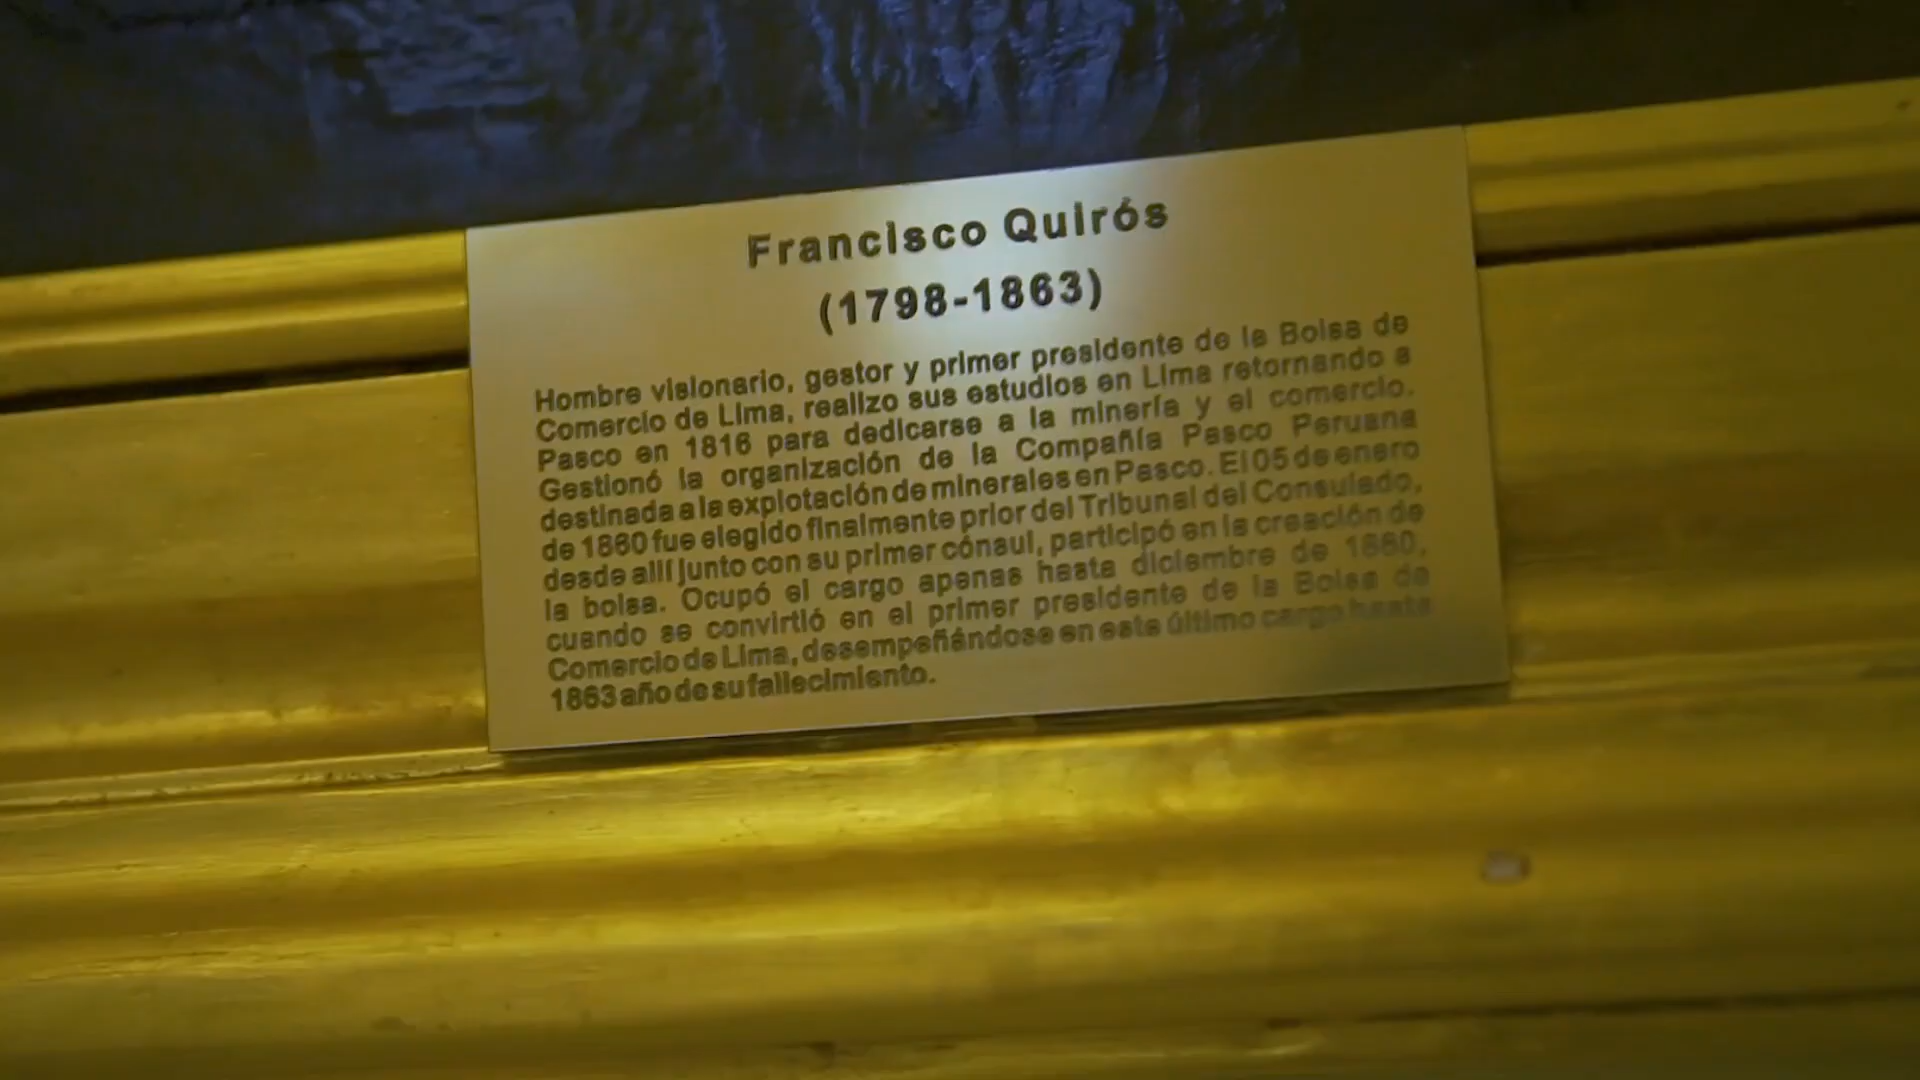 Francisco Quirós
(1798-1863)
Hombre visionario, gestor y primer presidente de la Bolsa de
Comercio de Lima, realizo sus estudios en Lima retornando a
Pasco en 1816 para dedicarse a la minería y el comercio.
Gestionó la organización de la Compañía Pasco Peruana
destinada a la explotación de minerales en Pasco. El 05 de enero
de 1860 fue elegido finalmente prior del Tribunal del Consulado,
desde allí junto con su primer cónsul, participó en la creación de
la bolsa. Ocupó el cargo apenas hasta diciembre de 1860,
cuando se convirtió en el primer presidente de la Bolsa de
Comercio de Lima, desempeñándose en este último cargo hasta
1863 año de su fallecimiento.